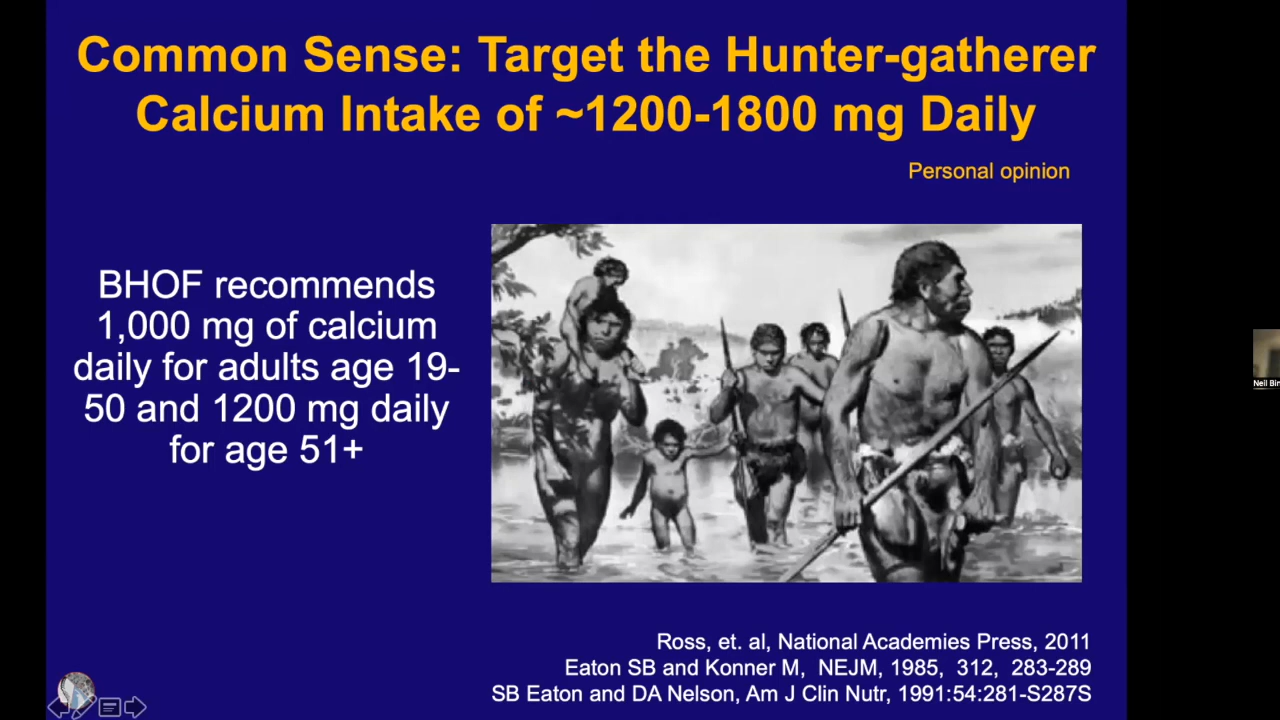 Common Sense: Target the Hunter-gatherer
Calcium Intake of ~1200-1800 mg Daily
Personal opinion
BHOF recommends
1,000 mg of calcium
daily for adults age 19-
50 and 1200 mg daily
for age 51+
Ross, et. al, National Academies Press, 2011
Eaton SB and Konner M, NEJM, 1985, 312, 283-289
SB Eaton and DA Nelson, Am J Clin Nutr, 1991:54:281-S287S
Neil Bin